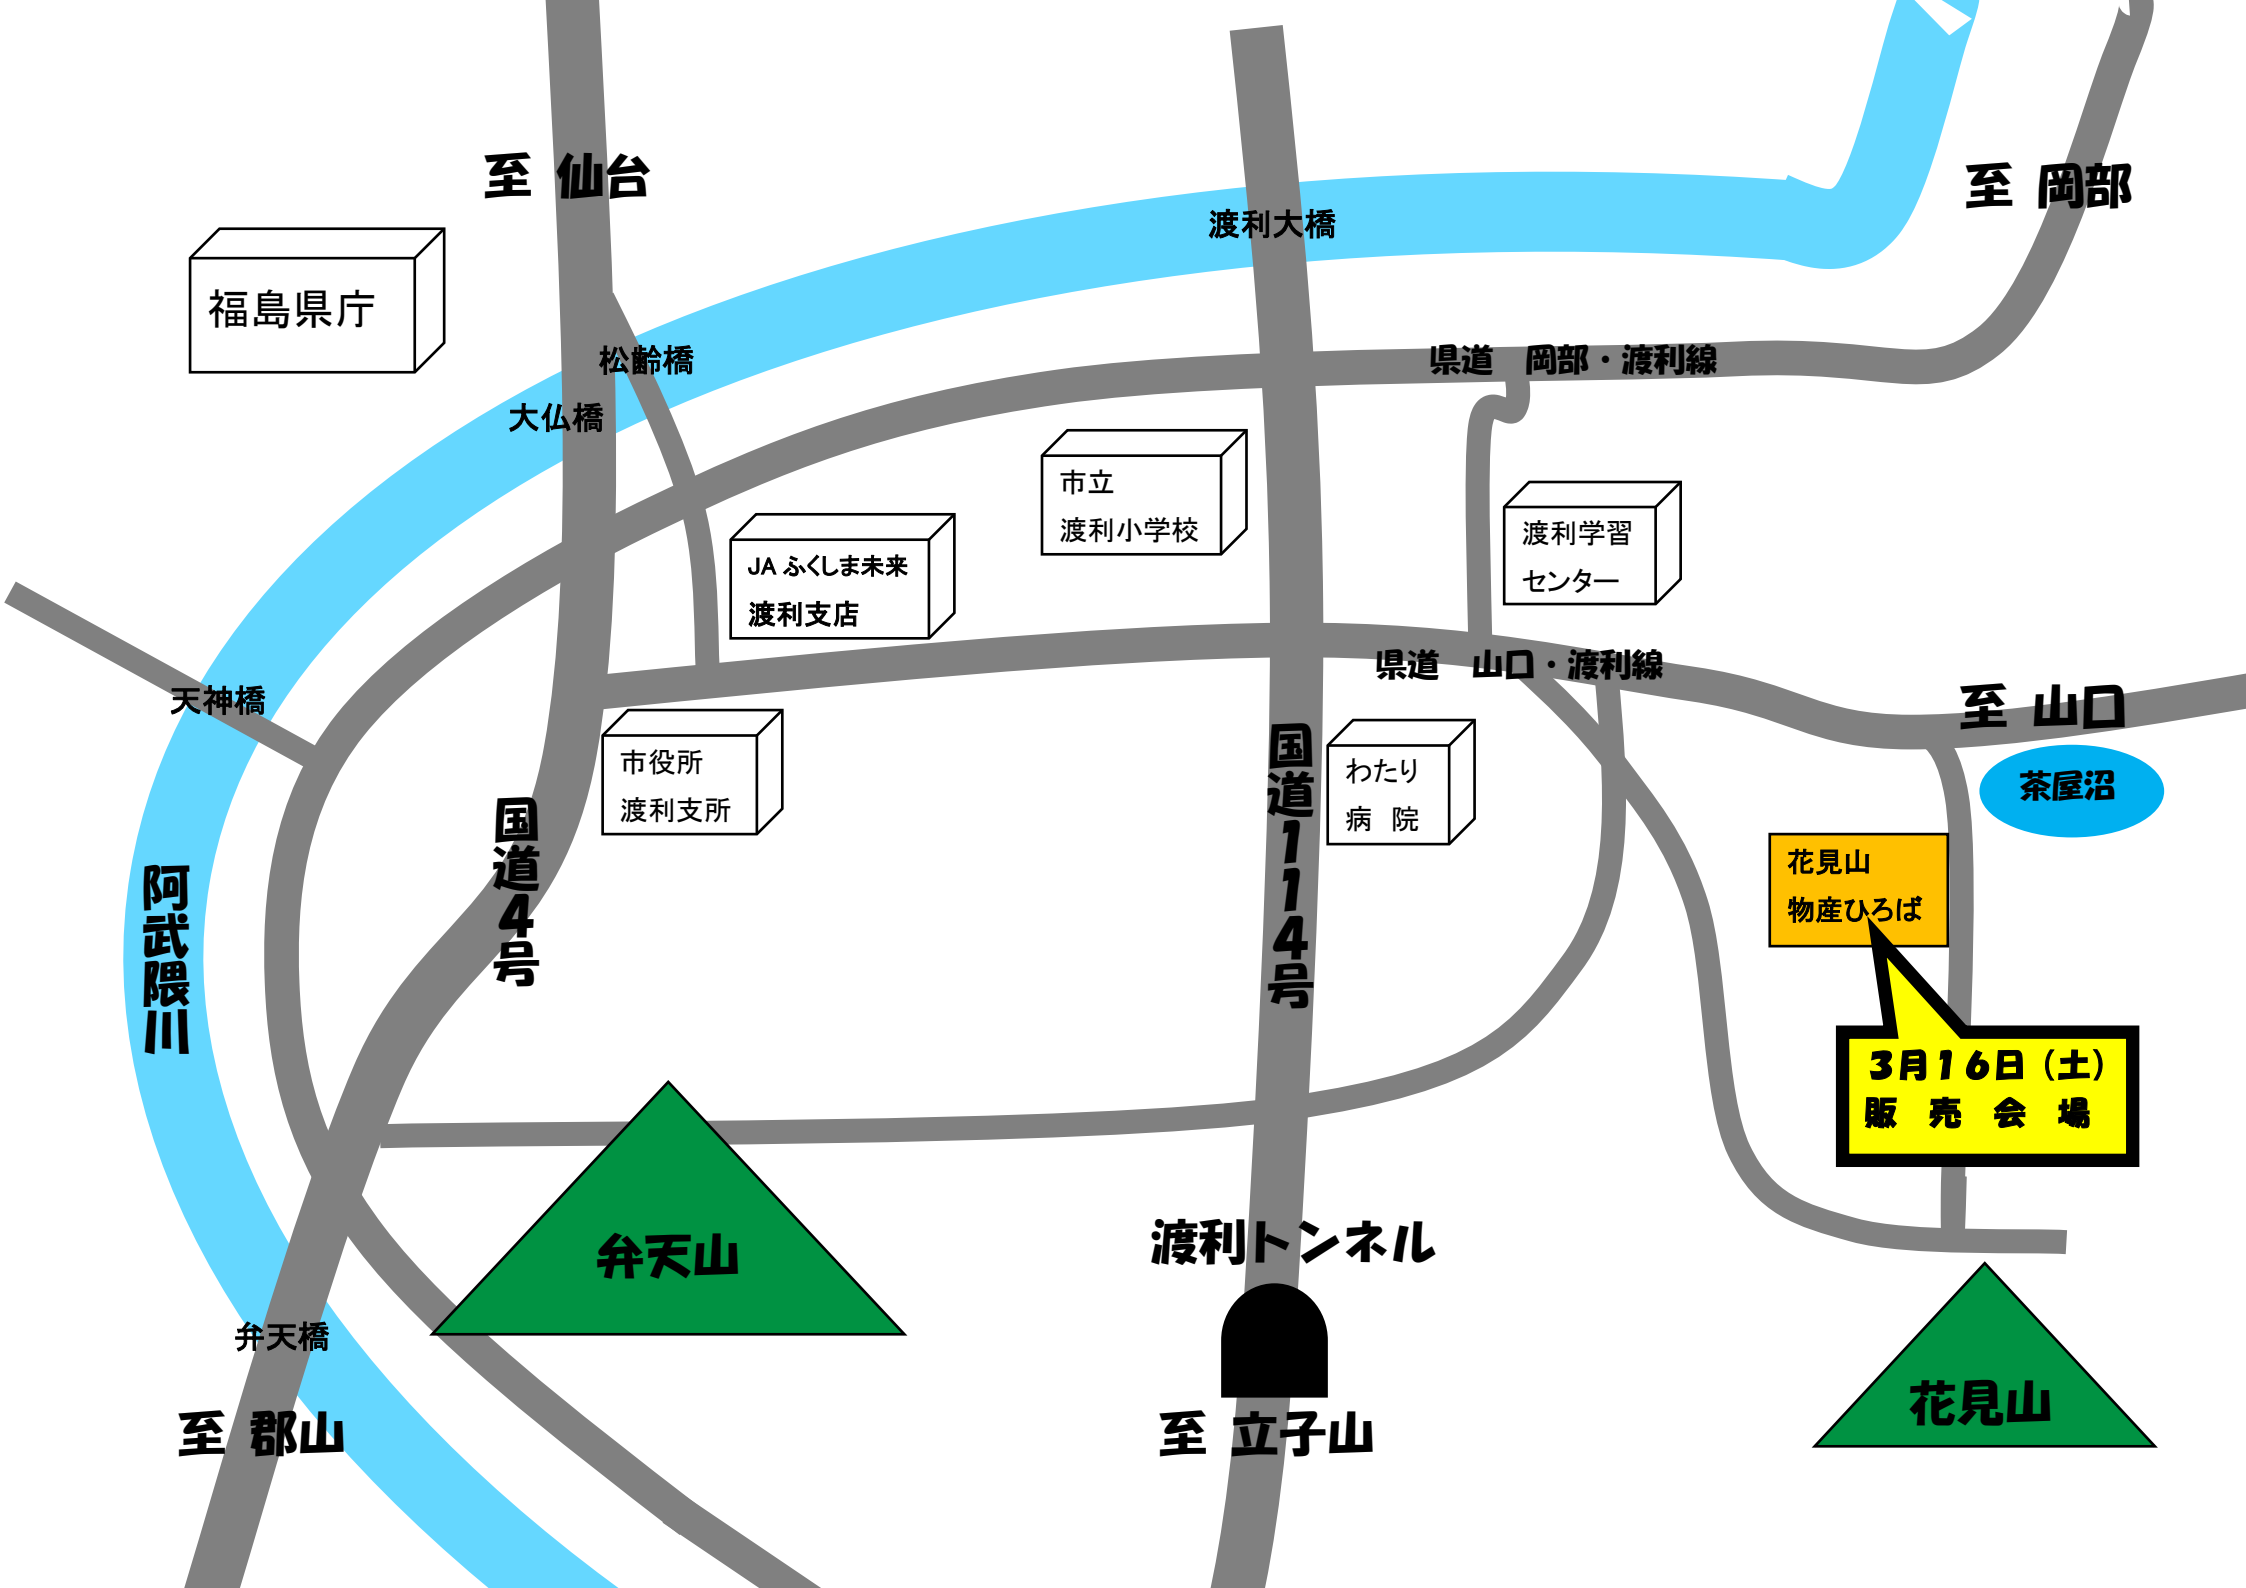 至 仙台
至 岡部
渡利大橋
福島県庁
松齢橋
県道　岡部・渡利線
大仏橋
市立
渡利小学校
渡利学習
センター
JA ふくしま未来
渡利支店
県道　山口・渡利線
天神橋
至 山口
市役所
渡利支所
国道114号
わたり
病　院
茶屋沼
国道4号
花見山
物産ひろば
阿武隈川
3月16日（土）
販　売　会　場
渡利トンネル
弁天山
弁天橋
花見山
至 郡山
至 立子山